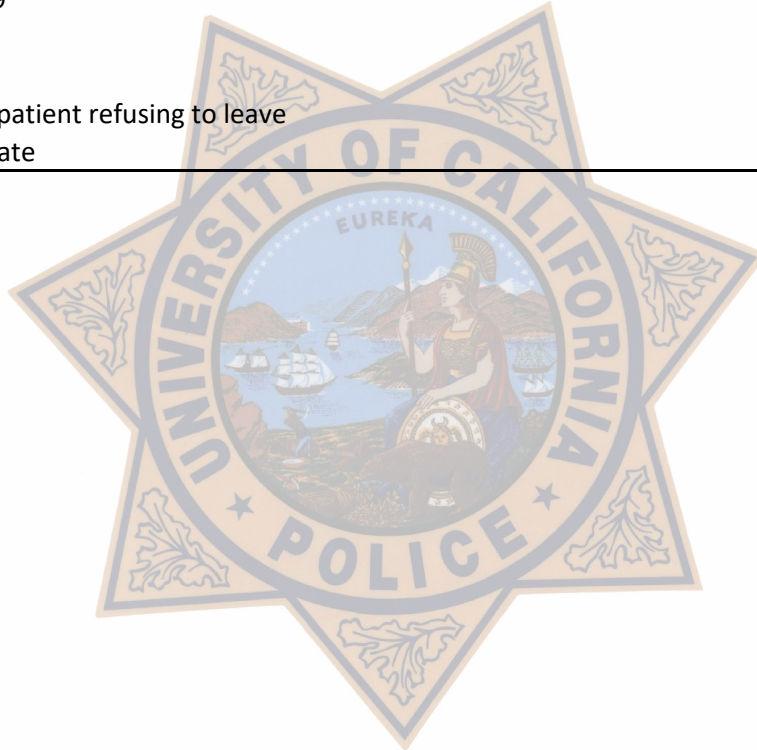 patient refusing to leave
ate
UNIVERSITY OF CALIFORNIA
EUREKA
POLICE